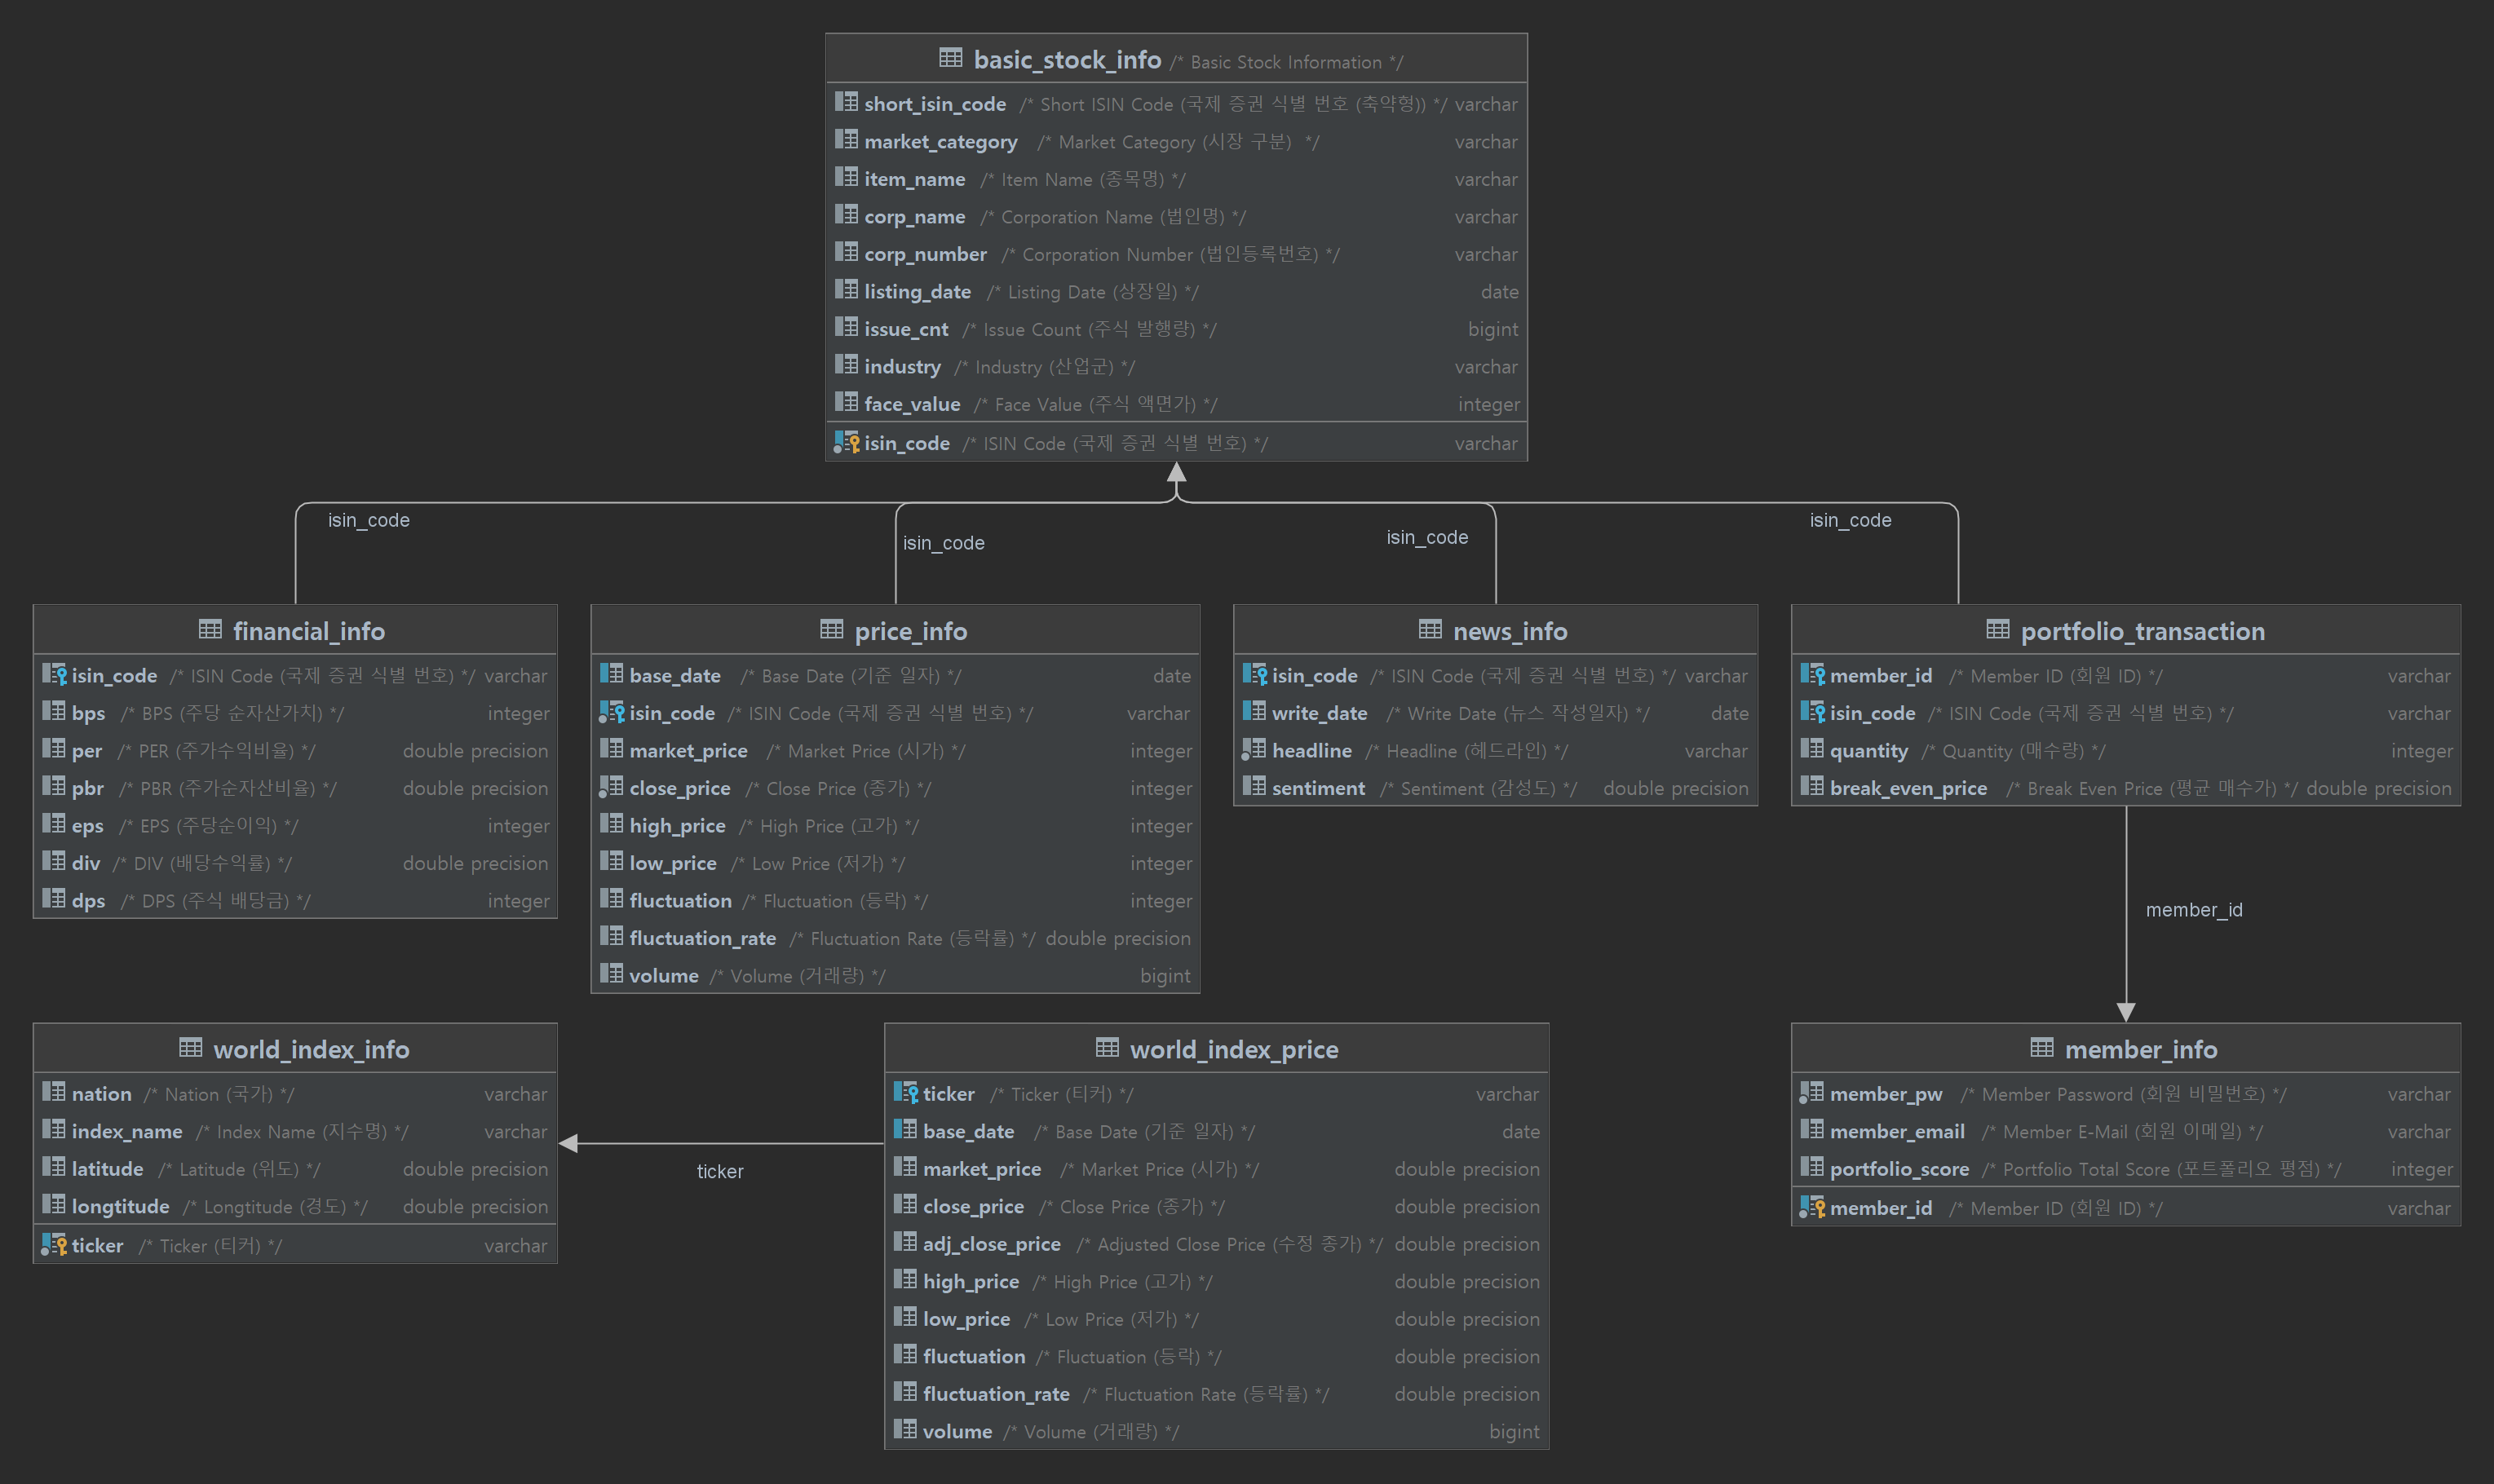 basic_stock_info /* Basic Stock Information */
short_isin_code /* Short ISIN Code (국제 증권 식별 번호 (축약형)) */ varchar
market_category /* Market Category (시장 구분) */ varchar
item_name /* Item Name (종목명) */ varchar
corp_name /* Corporation Name (법인명) */ varchar
corp_number /* Corporation Number (법인등록번호) */ varchar
listing_date /* Listing Date (상장일) */ date
issue_cnt /* Issue Count (주식 발행량) */ bigint
industry /* Industry (산업군) */ varchar
face_value /* Face Value (주식 액면가) */ integer
isin_code /* ISIN Code (국제 증권 식별 번호) */ varchar
isin_code
isin_code
isin_code
isin_code
financial_info
isin_code /* ISIN Code (국제 증권 식별 번호) */ varchar
bps /* BPS (주당 순자산가치) */ integer
per /* PER (주가수익비율) */ double precision
pbr /* PBR (주가순자산비율) */ double precision
eps /* EPS (주당순이익) */ integer
div /* DIV (배당수익률) */ double precision
dps /* DPS (주식 배당금) */ integer
price_info
base_date /* Base Date (기준 일자) */ date
isin_code /* ISIN Code (국제 증권 식별 번호) */ varchar
market_price /* Market Price (시가) */ integer
close_price /* Close Price (종가) */ integer
high_price /* High Price (고가) */ integer
low_price /* Low Price (저가) */ integer
fluctuation /* Fluctuation (등락) */ integer
fluctuation_rate /* Fluctuation Rate (등락률) */ double precision
volume /* Volume (거래량) */ bigint
news_info
isin_code /* ISIN Code (국제 증권 식별 번호) */ varchar
write_date /* Write Date (뉴스 작성일자) */ date
headline /* Headline (헤드라인) */ varchar
sentiment /* Sentiment (감성도) */ double precision
portfolio_transaction
member_id /* Member ID (회원 ID) */ varchar
isin_code /* ISIN Code (국제 증권 식별 번호) */ varchar
quantity /* Quantity (매수량) */ integer
break_even_price /* Break Even Price (평균 매수가) */ double precision
member_id
world_index_info
nation /* Nation (국가) */ varchar
index_name /* Index Name (지수명) */ varchar
latitude /* Latitude (위도) */ double precision
longtitude /* Longtitude (경도) */ double precision
ticker /* Ticker (티커) */ varchar
ticker
world_index_price
ticker /* Ticker (티커) */ varchar
base_date /* Base Date (기준 일자) */ date
market_price /* Market Price (시가) */ double precision
close_price /* Close Price (종가) */ double precision
adj_close_price /* Adjusted Close Price (수정 종가) */ double precision
high_price /* High Price (고가) */ double precision
low_price /* Low Price (저가) */ double precision
fluctuation /* Fluctuation (등락) */ double precision
fluctuation_rate /* Fluctuation Rate (등락률) */ double precision
volume /* Volume (거래량) */ bigint
member_info
member_pw /* Member Password (회원 비밀번호) */ varchar
member_email /* Member E-Mail (회원 이메일) */ varchar
portfolio_score /* Portfolio Total Score (포트폴리오 평점) */ integer
member_id /* Member ID (회원 ID) */ varchar